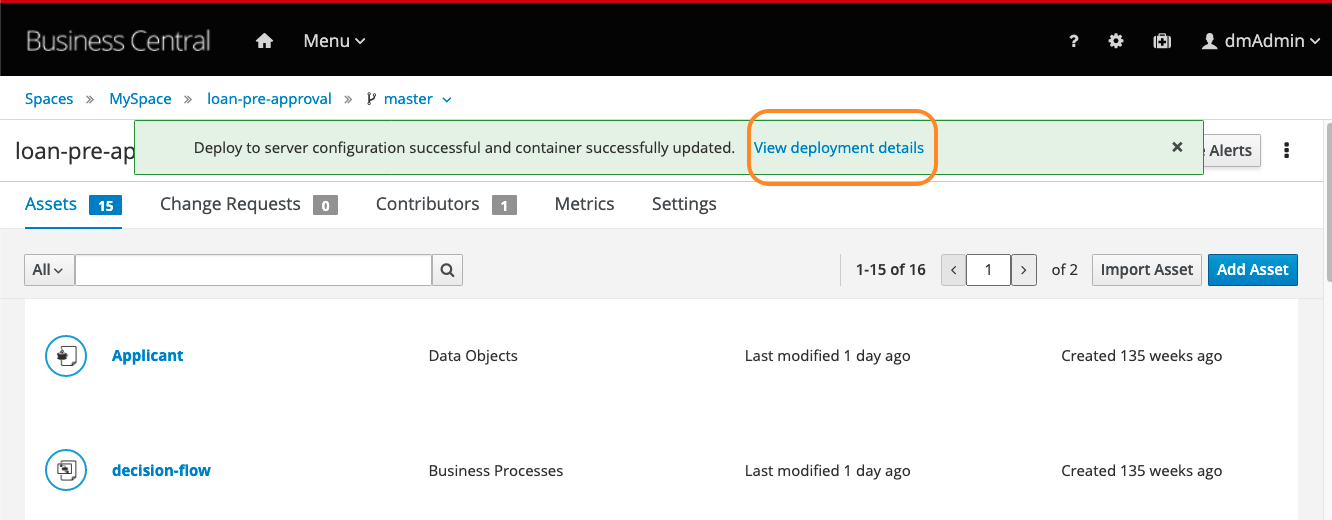 Business Central Menu ? dmAdmin
Spaces » MySpace » loan-pre-approval » master
loan-pre-ap Deploy to server configuration successful and container successfully updated. View deployment details × Alerts
Assets 15 Change Requests 0 Contributors 1 Metrics Settings
All 1-15 of 16 < 1 > of 2 Import Asset Add Asset
Applicant Data Objects Last modified 1 day ago Created 135 weeks ago
decision-flow Business Processes Last modified 1 day ago Created 135 weeks ago